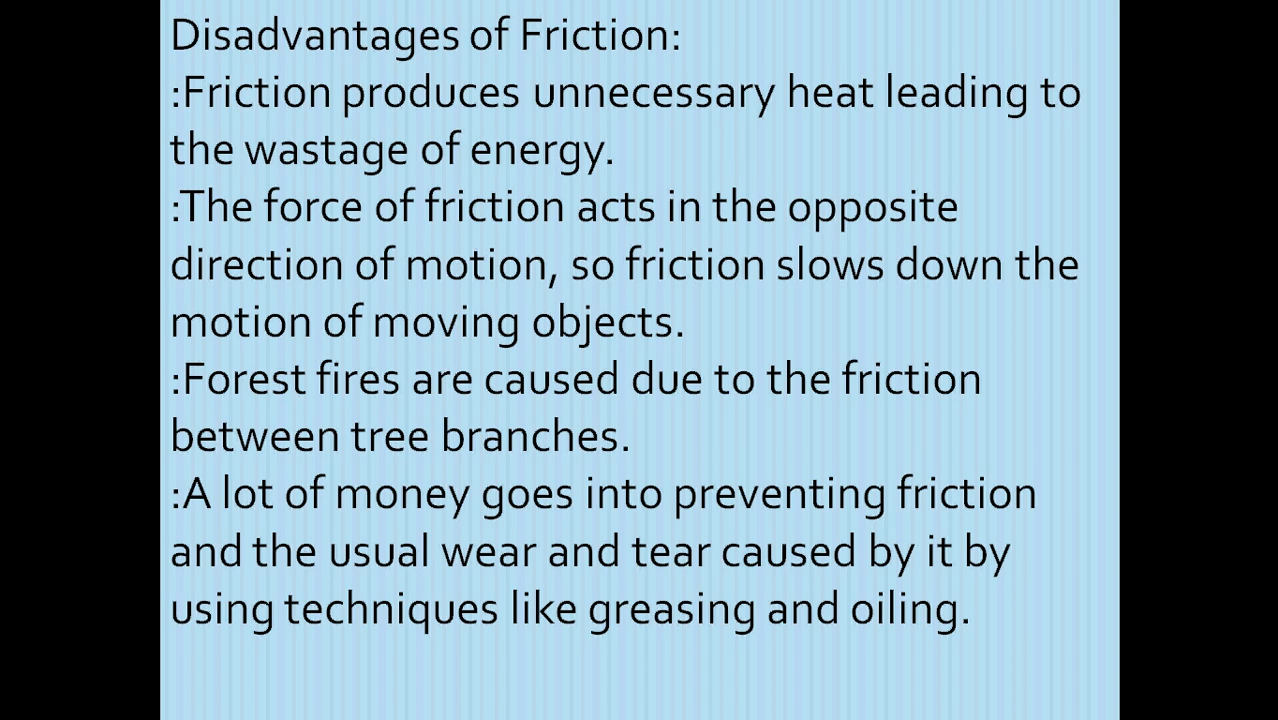 Disadvantages of Friction:
:Friction produces unnecessary heat leading to
the wastage of energy.
:The force of friction acts in the opposite
direction of motion, so friction slows down the
motion of moving objects.
:Forest fires are caused due to the friction
between tree branches.
:A lot of money goes into preventing friction
and the usual wear and tear caused by it by
using techniques like greasing and oiling.